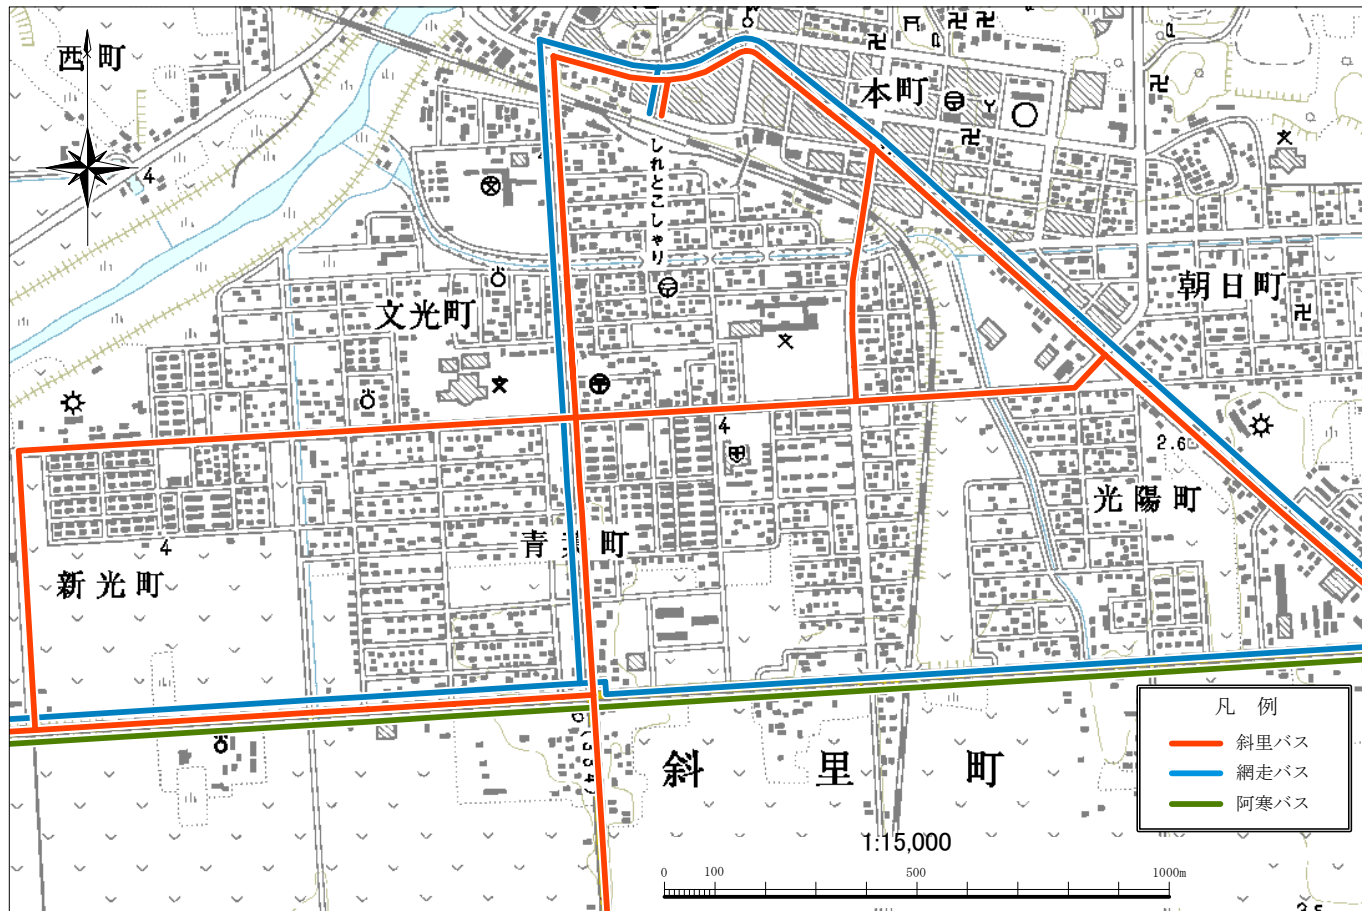 西町
本町
4
しれとこしゃり
朝日町
文光町
4
2.6
光陽町
青
町
4
新光町
斜里町
凡 例
斜里バス
網走バス
阿寒バス
1:15,000
0 100 500 1000m